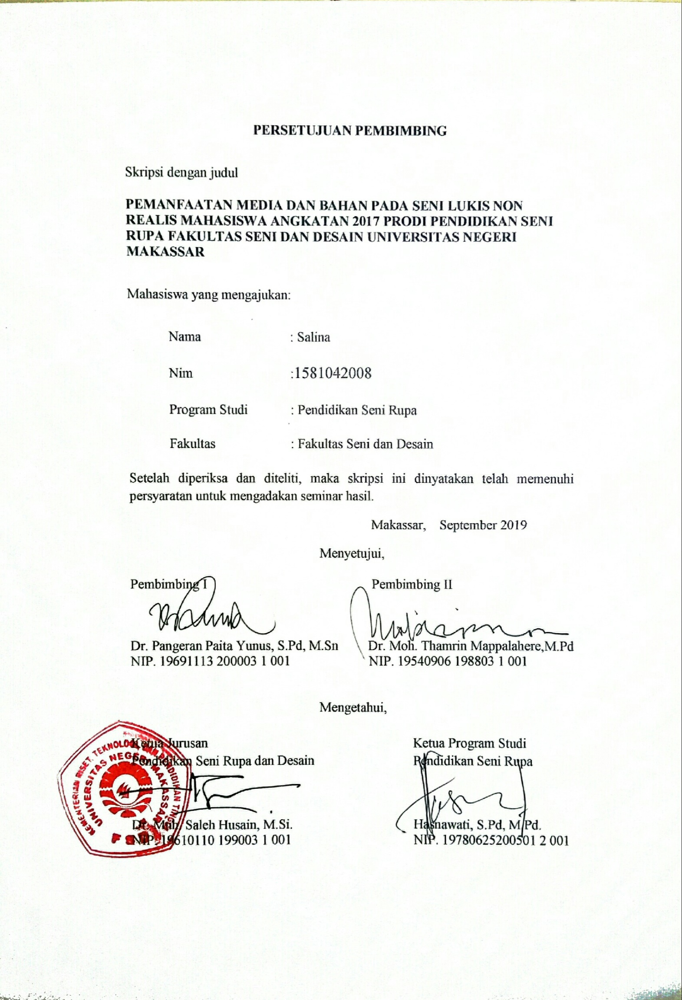 PERSETUJUAN PEMBIMBING
Skripsi dengan judul
PEMANFAATAN MEDIA DAN BAHAN PADA SENI LUKIS NON
REALIS MAHASISWA ANGKATAN 2017 PRODI PENDIDIKAN SENI
RUPA FAKULTAS SENI DAN DESAIN UNIVERSITAS NEGERI
MAKASSAR
Mahasiswa yang mengajukan:
Nama : Salina
Nim :1581042008
Program Studi : Pendidikan Seni Rupa
Fakultas : Fakultas Seni dan Desain
Setelah diperiksa dan diteliti, maka skripsi ini dinyatakan telah memenuhi
persyaratan untuk mengadakan seminar hasil.
Makassar, September 2019
Menyetujui,
Pembimbing I Pembimbing II
Dr. Pangeran Paita Yunus, S.Pd, M.Sn Dr. Moh. Thamrin Mappalahere,M.Pd
NIP. 19691113 200003 1 001 NIP. 19540906 198803 1 001
Mengetahui,
Ketua Jurusan Ketua Program Studi
Pendidikan Seni Rupa dan Desain Pendidikan Seni Rupa
Dr. Muh. Saleh Husain, M.Si. Hasnawati, S.Pd, M.Pd.
NIP. 19610110 199003 1 001 NIP. 19780625200501 2 001
KEMENTERIAN RISET, TEKNOLOGI, DAN PENDIDIKAN TINGGI
UNIVERSITAS NEGERI MAKASSAR